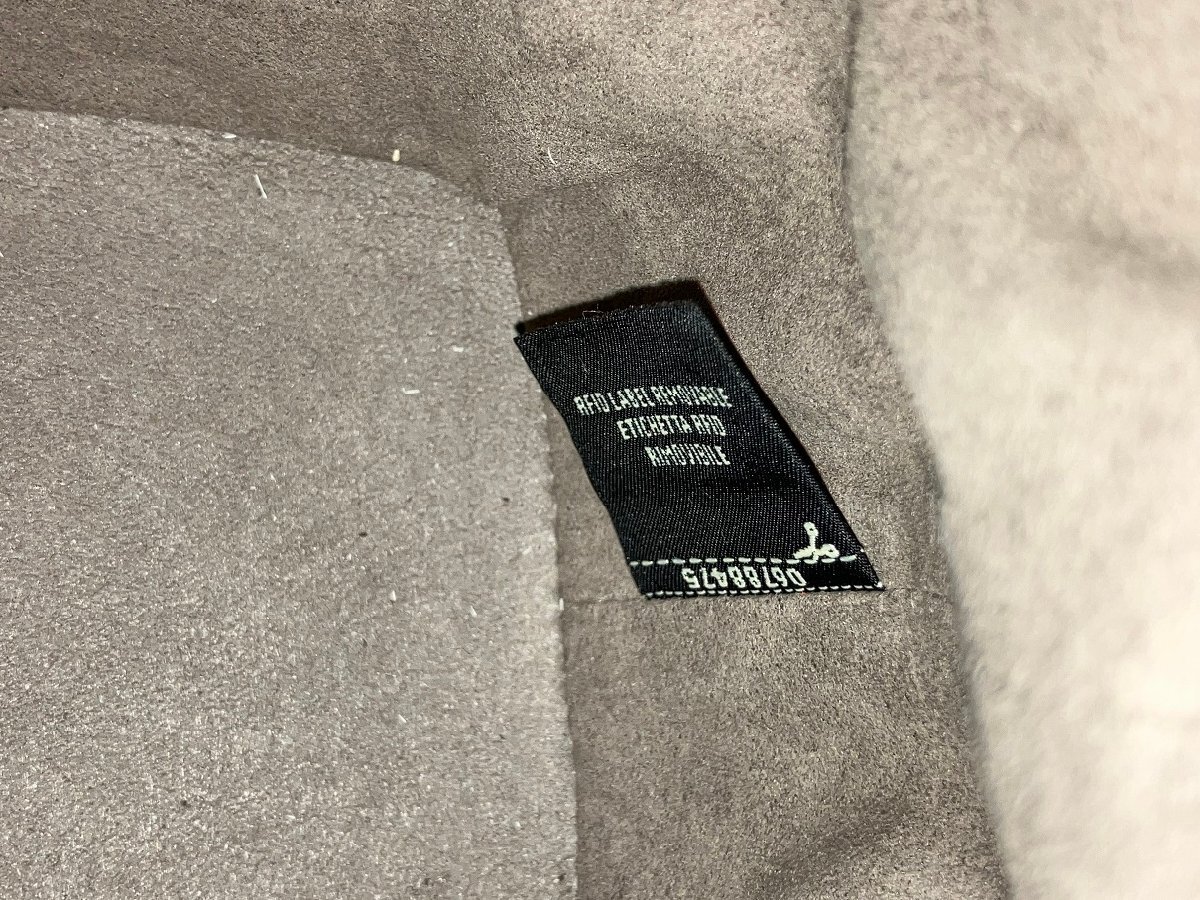 RFID LABEL REMOVABLE
ETICHETTA RFID
RIMOVIBILE
06788475